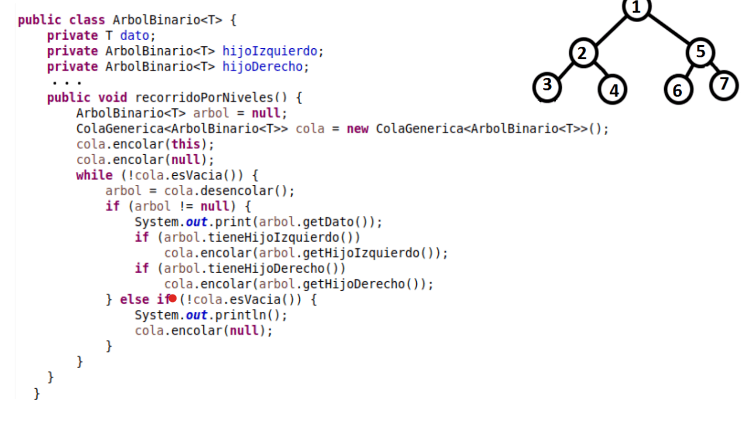 public class ArbolBinario<T> {
private T dato;
private ArbolBinario<T> hijoIzquierdo;
private ArbolBinario<T> hijoDerecho;
. . .
public void recorridoPorNiveles() {
ArbolBinario<T> arbol = null;
ColaGenerica<ArbolBinario<T>> cola = new ColaGenerica<ArbolBinario<T>>();
cola.encolar(this);
cola.encolar(null);
while (!cola.esVacia()) {
arbol = cola.desencolar();
if (arbol != null) {
System.out.print(arbol.getDato());
if (arbol.tieneHijoIzquierdo())
cola.encolar(arbol.getHijoIzquierdo());
if (arbol.tieneHijoDerecho())
cola.encolar(arbol.getHijoDerecho());
} else if (!cola.esVacia()) {
System.out.println();
cola.encolar(null);
}
}
}
}
1
2 5
3 4 6 7